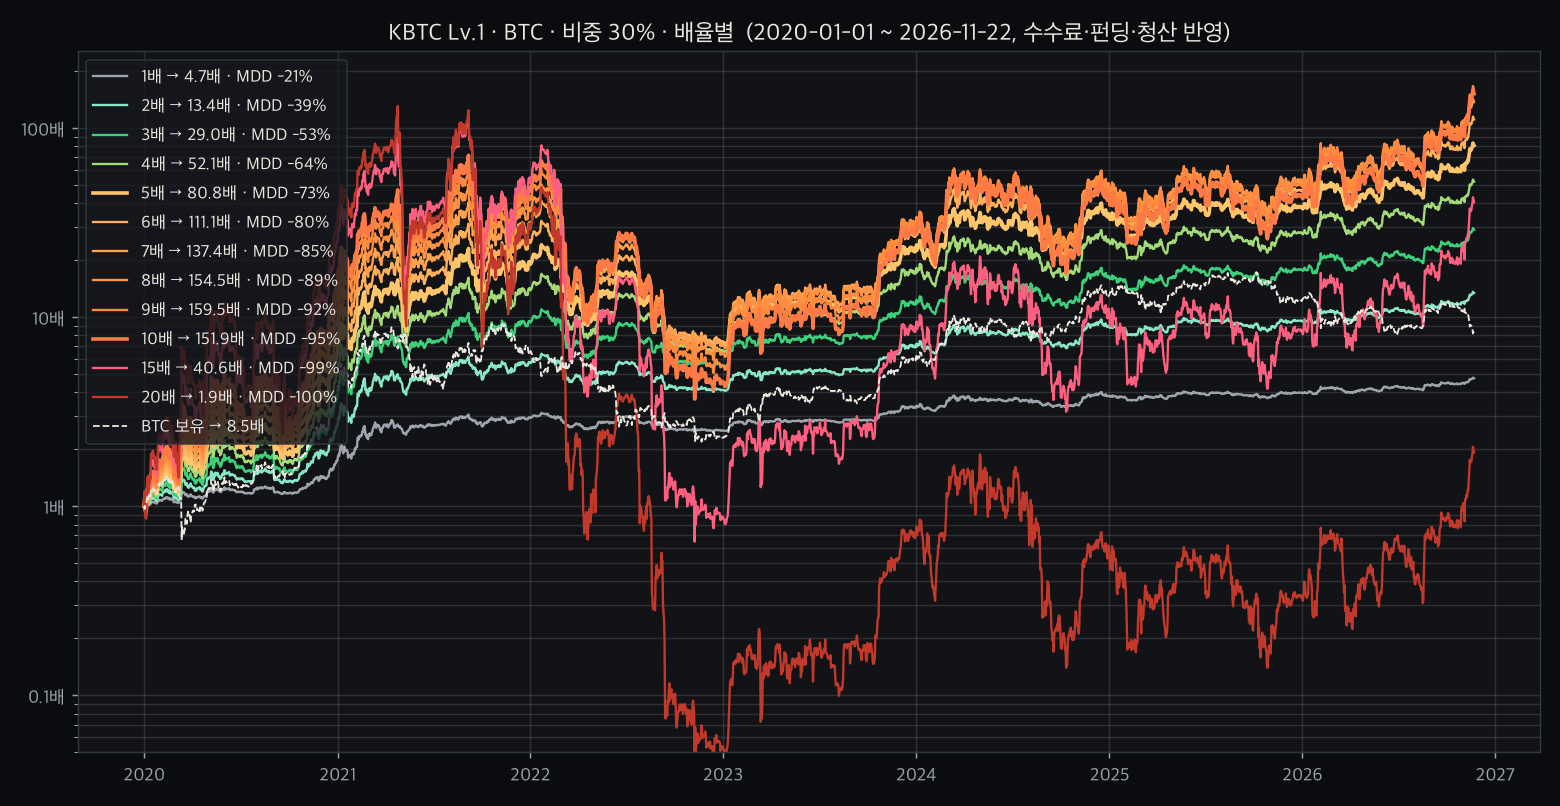 KBTC Lv.1 · BTC · 비중 30% · 배율별  (2020-01-01 ~ 2026-11-22, 수수료·펀딩·청산 반영)
1배 → 4.7배 · MDD -21%
2배 → 13.4배 · MDD -39%
3배 → 29.0배 · MDD -53%
4배 → 52.1배 · MDD -64%
5배 → 80.8배 · MDD -73%
6배 → 111.1배 · MDD -80%
7배 → 137.4배 · MDD -85%
8배 → 154.5배 · MDD -89%
9배 → 159.5배 · MDD -92%
10배 → 151.9배 · MDD -95%
15배 → 40.6배 · MDD -99%
20배 → 1.9배 · MDD -100%
BTC 보유 → 8.5배
100배
10배
1배
0.1배
2020 2021 2022 2023 2024 2025 2026 2027